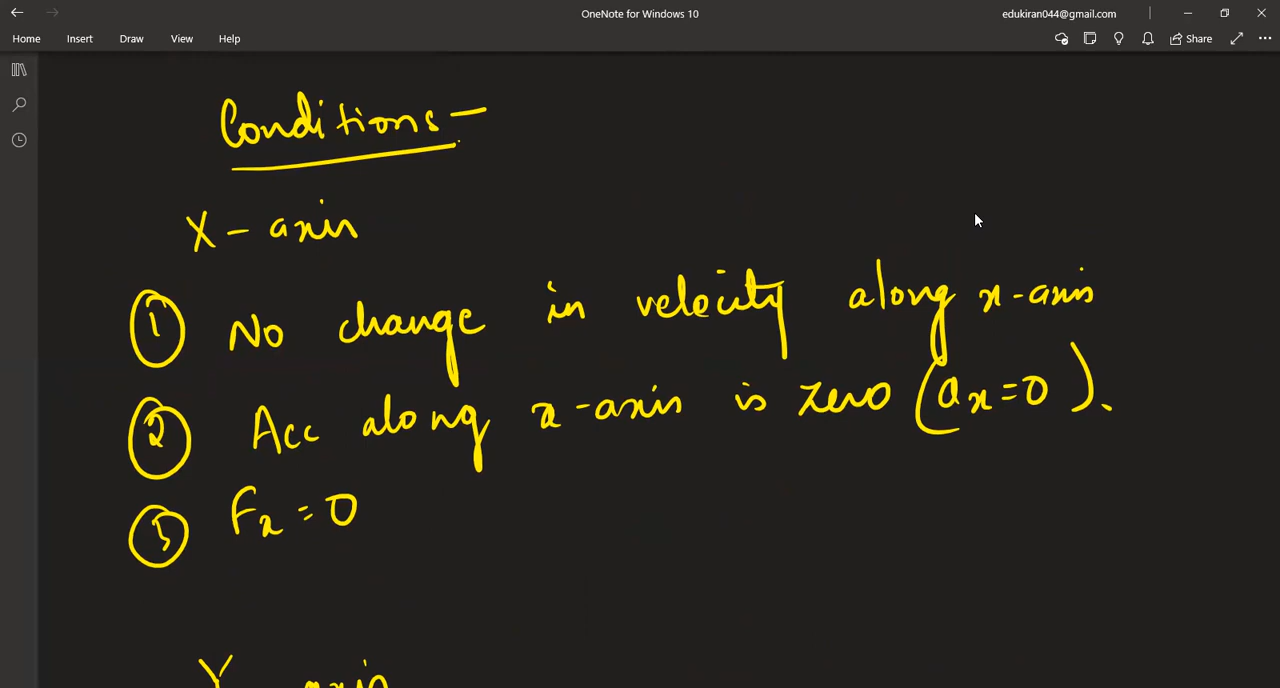 OneNote for Windows 10
edukiran044@gmail.com
Home Insert Draw View Help
Share
Conditions-
X - axis
① No change in velocity along x-axis
② Acc along x-axis is zero (ax=0).
③ Fx = 0
Y axis